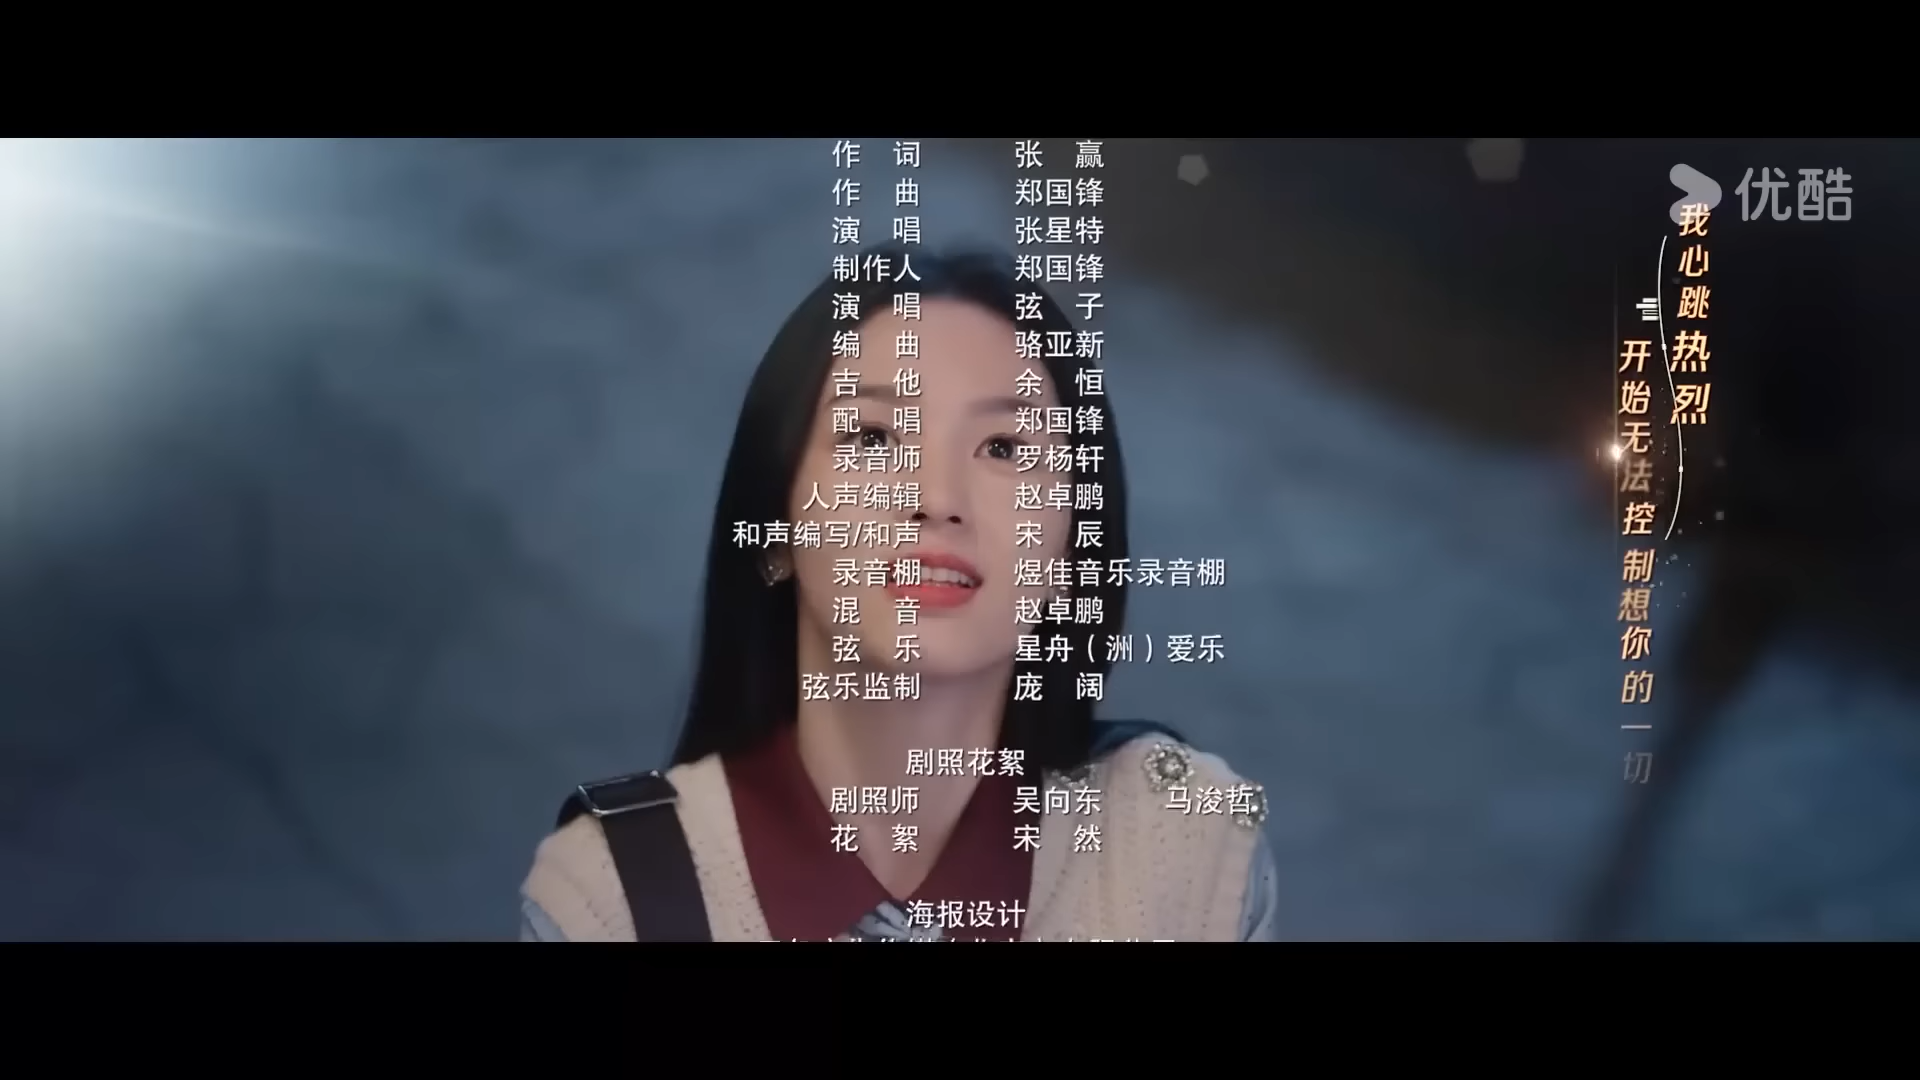 作 词 张 赢
作 曲 郑国锋
演 唱 张星特
制作人 郑国锋
演 唱 弦 子
编 曲 骆亚新
吉 他 余 恒
配 唱 郑国锋
录音师 罗杨轩
人声编辑 赵卓鹏
和声编写/和声 宋 辰
录音棚 煜佳音乐录音棚
混 音 赵卓鹏
弦 乐 星舟（洲）爱乐
弦乐监制 庞 阔
剧照花絮
剧照师 吴向东 马浚哲
花 絮 宋 然
海报设计
优酷
我心跳热烈
开始无法控制想你的一切